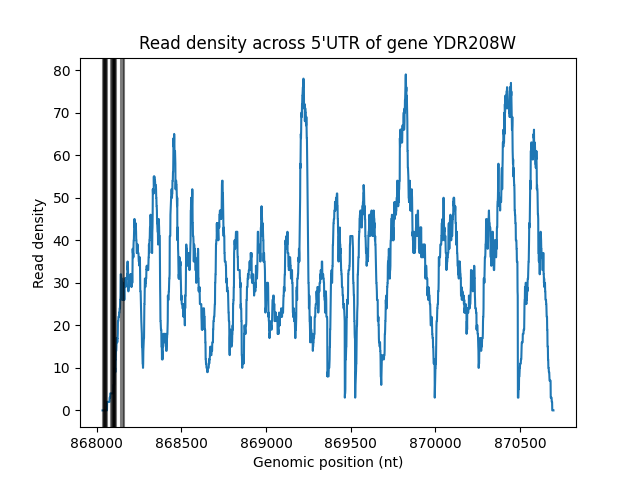 Read density across 5'UTR of gene YDR208W
80
70
60
50
40
30
20
10
0
Read density
868000 868500 869000 869500 870000 870500
Genomic position (nt)